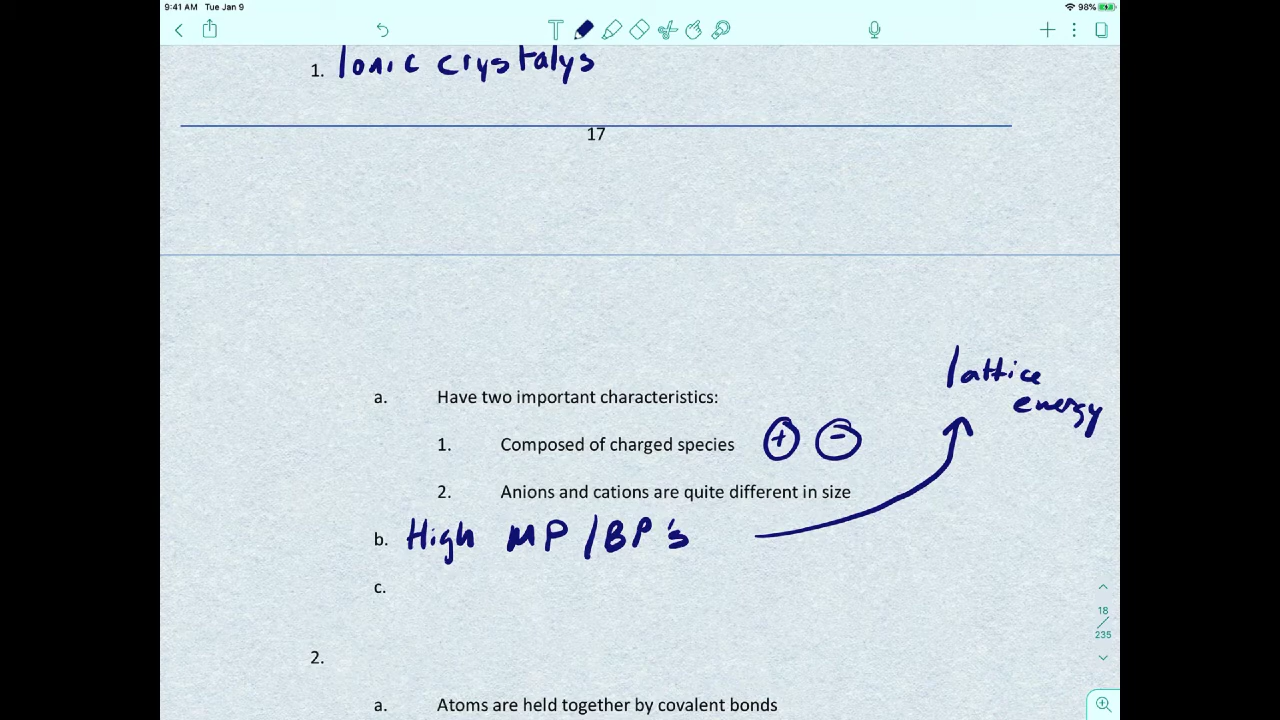 9:41 AM Tue Jan 9
98%
1. Ionic crystalys
17
lattice
energy
a. Have two important characteristics:
1. Composed of charged species + -
2. Anions and cations are quite different in size
b. High MP/BP's
c.
18
/
235
2.
a. Atoms are held together by covalent bonds